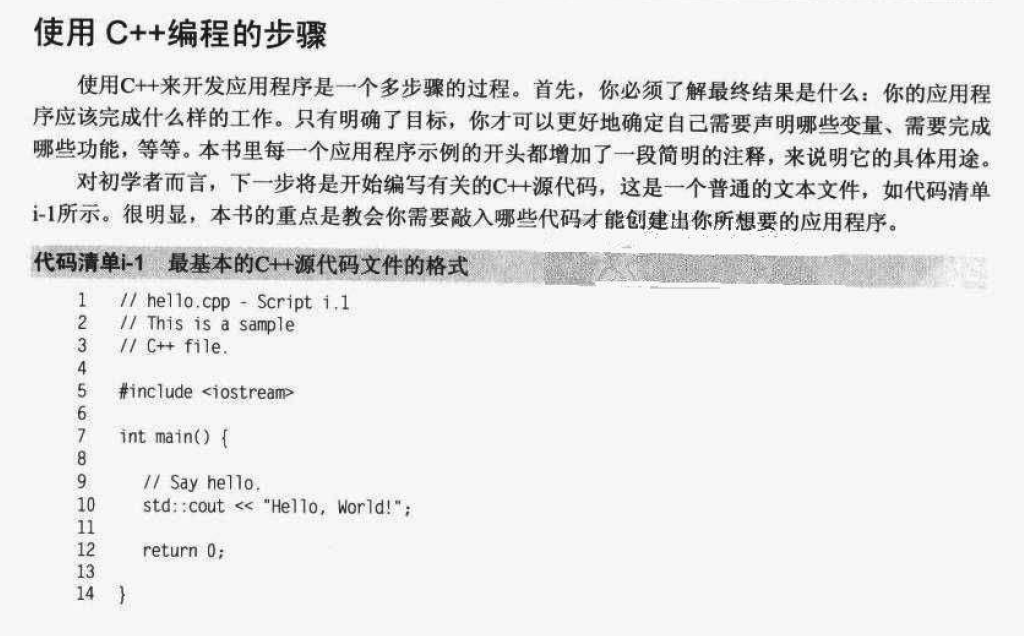 使用 C++编程的步骤
使用C++来开发应用程序是一个多步骤的过程。首先，你必须了解最终结果是什么：你的应用程
序应该完成什么样的工作。只有明确了目标，你才可以更好地确定自己需要声明哪些变量、需要完成
哪些功能，等等。本书里每一个应用程序示例的开头都增加了一段简明的注释，来说明它的具体用途。
对初学者而言，下一步将是开始编写有关的C++源代码，这是一个普通的文本文件，如代码清单
i-1所示。很明显，本书的重点是教会你需要敲入哪些代码才能创建出你所想要的应用程序。
代码清单i-1 最基本的C++源代码文件的格式
1 // hello.cpp - Script i.1
2 // This is a sample
3 // C++ file.
4
5 #include <iostream>
6
7 int main() {
8
9 // Say hello.
10 std::cout << "Hello, World!";
11
12 return 0;
13
14 }